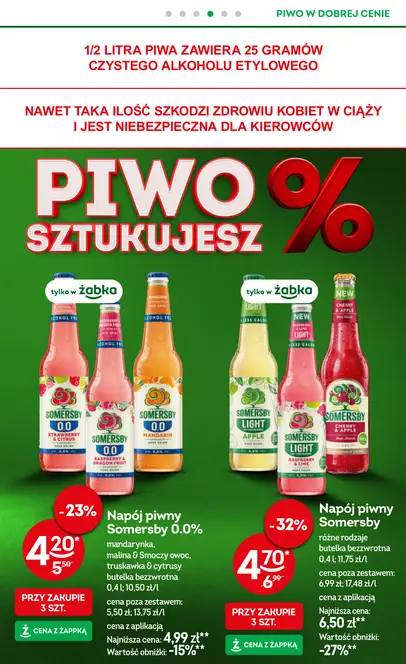 PIWO W DOBREJ CENIE
1/2 LITRA PIWA ZAWIERA 25 GRAMÓW
CZYSTEGO ALKOHOLU ETYLOWEGO
NAWET TAKA ILOŚĆ SZKODZI ZDROWIU KOBIET W CIĄŻY
I JEST NIEBEZPIECZNA DLA KIEROWCÓW
PIWO %
SZTUKUJESZ
tylko w żabka
tylko w żabka
SOMERSBY
0.0
STRAWBERRY
& CITRUS
SOMERSBY
0.0
RASPBERRY &
DRAGON FRUIT
SOMERSBY
0.0
MANDARIN
LIGHT
SOMERSBY
LIGHT
APPLE
NEW
SOMERSBY
LIGHT
RASPBERRY
& LIME
NEW
CHERRY
& APPLE
SOMERSBY
CHERRY
& APPLE
-23%
4,20*
5,50
PRZY ZAKUPIE
3 SZT.
CENA Z ŻAPPKĄ
Napój piwny
Somersby 0.0%
mandarynka,
malina & Smoczy owoc,
truskawka & cytrusy
butelka bezzwrotna
0,4 l; 10,50 zł/l
cena poza zestawem:
5,50 zł; 13,75 zł/l
cena z aplikacją
Najniższa cena: 4,99 zł**
Wartość obniżki: -15%**
-32%
4,70*
6,99
PRZY ZAKUPIE
3 SZT.
CENA Z ŻAPPKĄ
Napój piwny
Somersby
różne rodzaje
butelka bezzwrotna
0,4 l; 11,75 zł/l
cena poza zestawem:
6,99 zł; 17,48 zł/l
cena z aplikacją
Najniższa cena:
6,50 zł**
Wartość obniżki:
-27%**